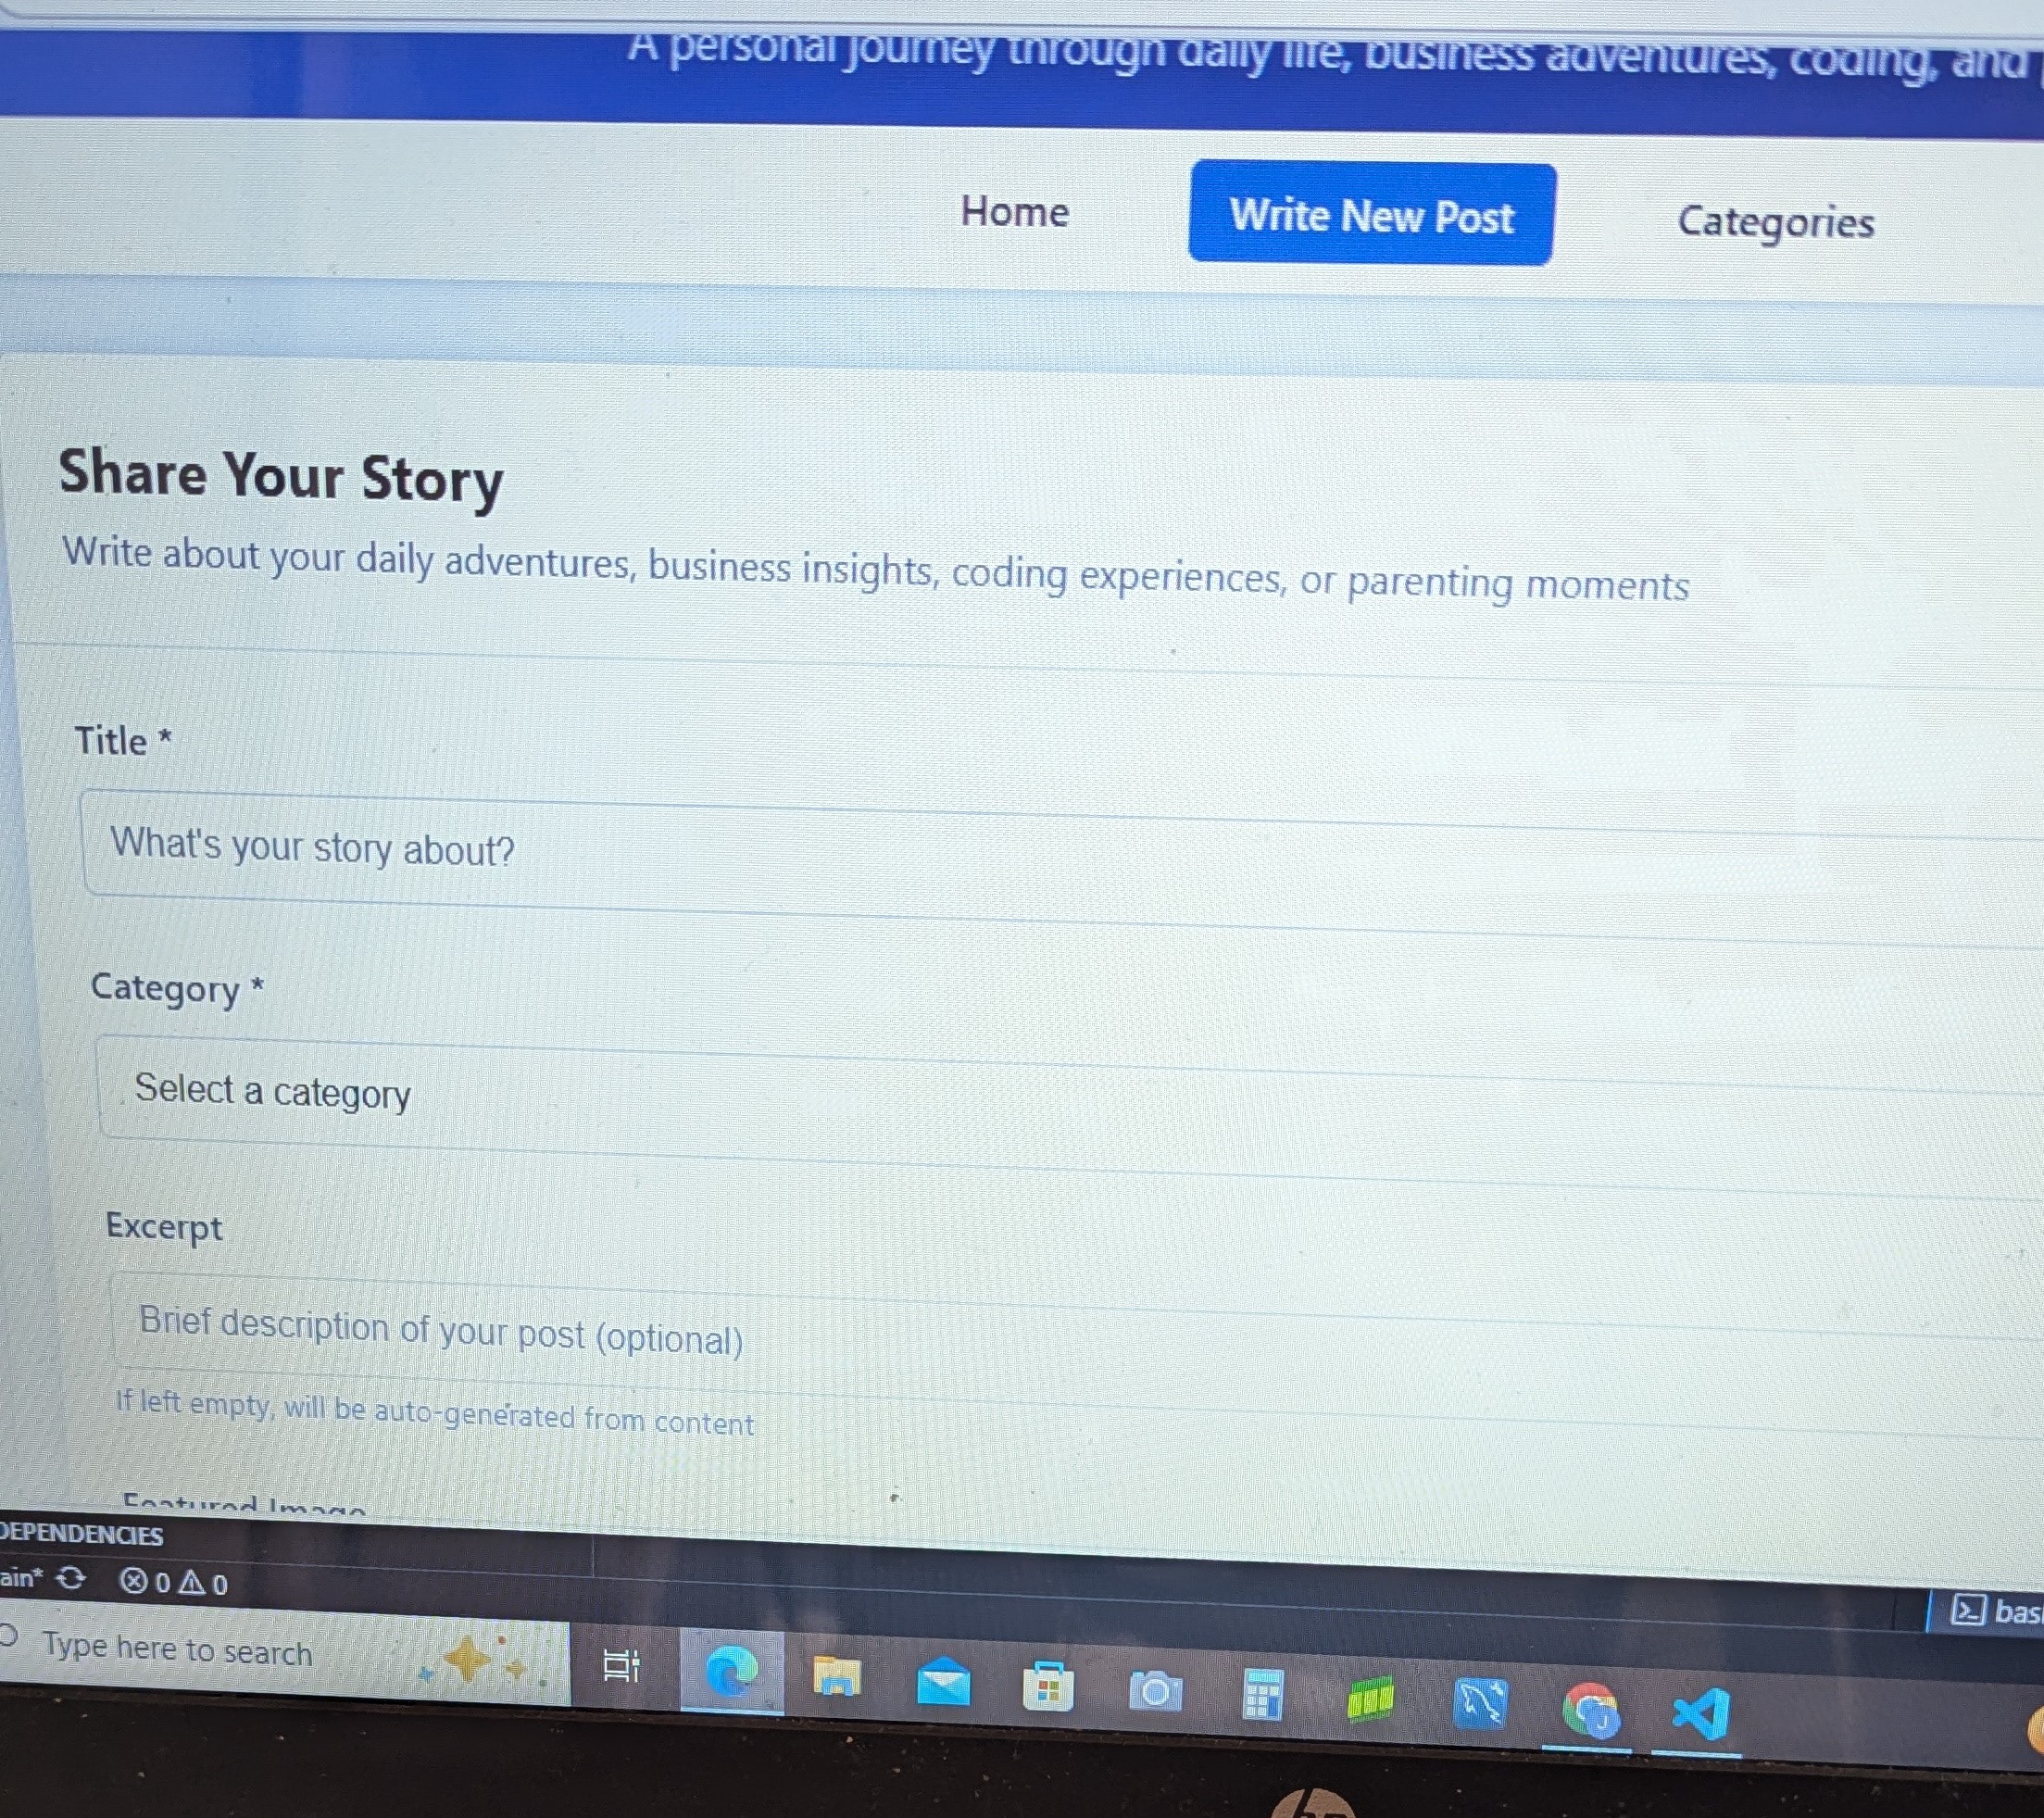 A personal journey through daily life, business adventures, coding, and
Home
Write New Post
Categories
Share Your Story
Write about your daily adventures, business insights, coding experiences, or parenting moments
Title *
What's your story about?
Category *
Select a category
Excerpt
Brief description of your post (optional)
If left empty, will be auto-generated from content
Featured Image
DEPENDENCIES
ain*
0 0
bas
Type here to search
J
hp